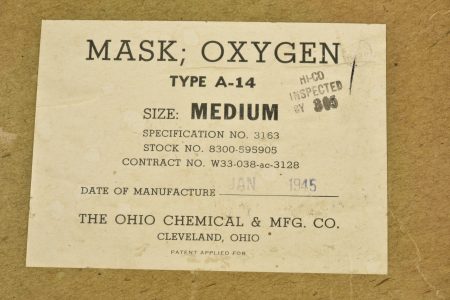 MASK; OXYGEN
TYPE A-14
HI-CO
INSPECTED
BY 305
SIZE: MEDIUM
SPECIFICATION NO. 3163
STOCK NO. 8300-595905
CONTRACT NO. W33-038-ac-3128
DATE OF MANUFACTURE JAN 1945
THE OHIO CHEMICAL & MFG. CO.
CLEVELAND, OHIO
PATENT APPLIED FOR